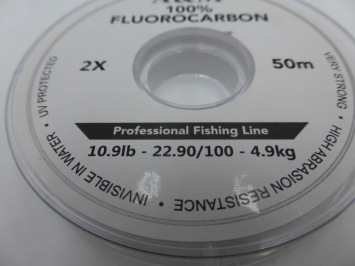 100%
FLUOROCARBON
2X
50m
Professional Fishing Line
10.9lb - 22.90/100 - 4.9kg
INVISIBLE IN WATER • UV PROTECTED
VERY STRONG • HIGH ABRASION RESISTANCE •